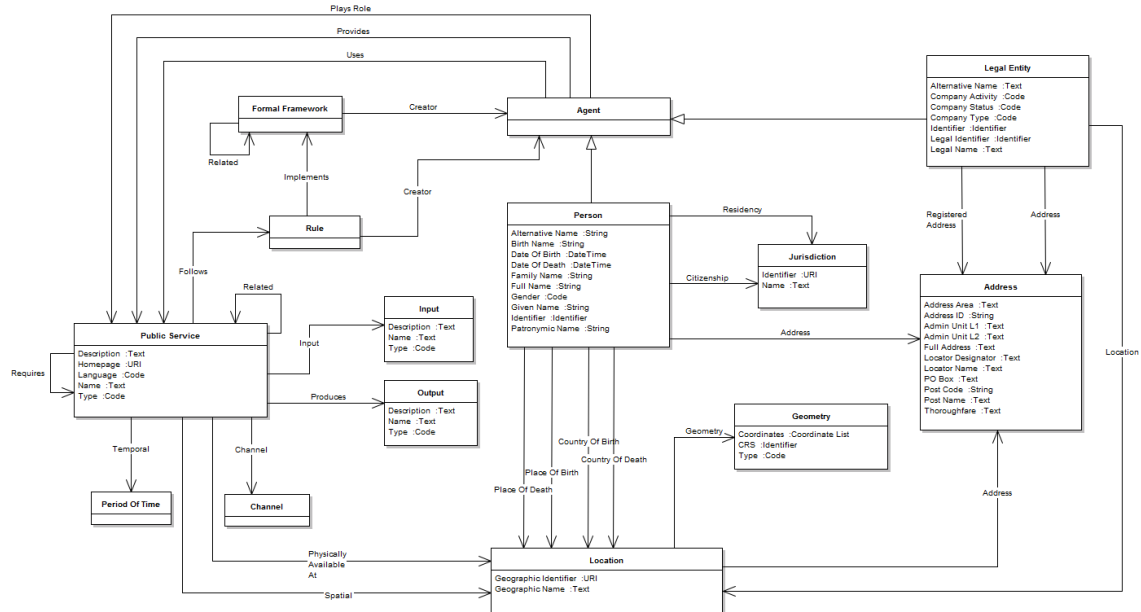 Plays Role
Provides
Uses
Formal Framework
Creator
Related
Implements
Agent
Creator
Rule
Follows
Legal Entity
Alternative Name :Text
Company Activity :Code
Company Status :Code
Company Type :Code
Identifier :Identifier
Legal Identifier :Identifier
Legal Name :Text
Registered
Address
Address
Location
Person
Alternative Name :String
Birth Name :String
Date Of Birth :DateTime
Date Of Death :DateTime
Family Name :String
Full Name :String
Gender :Code
Given Name :String
Identifier :Identifier
Patronymic Name :String
Residency
Citizenship
Address
Jurisdiction
Identifier :URI
Name :Text
Address
Address Area :Text
Address ID :String
Admin Unit L1 :Text
Admin Unit L2 :Text
Full Address :Text
Locator Designator :Text
Locator Name :Text
PO Box :Text
Post Code :String
Post Name :Text
Thoroughfare :Text
Related
Public Service
Description :Text
Homepage :URI
Language :Code
Name :Text
Type :Code
Requires
Input
Input
Description :Text
Name :Text
Type :Code
Produces
Output
Description :Text
Name :Text
Type :Code
Temporal
Channel
Period Of Time
Channel
Country Of Birth
Country Of Death
Place Of Birth
Place Of Death
Geometry
Geometry
Coordinates :Coordinate List
CRS :Identifier
Type :Code
Address
Physically
Available
At
Spatial
Location
Geographic Identifier :URI
Geographic Name :Text